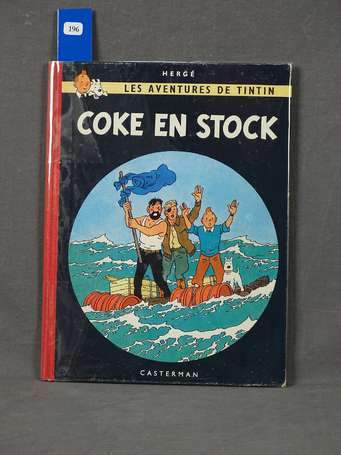 196
HERGÉ
LES AVENTURES DE TINTIN
COKE EN STOCK
CASTERMAN